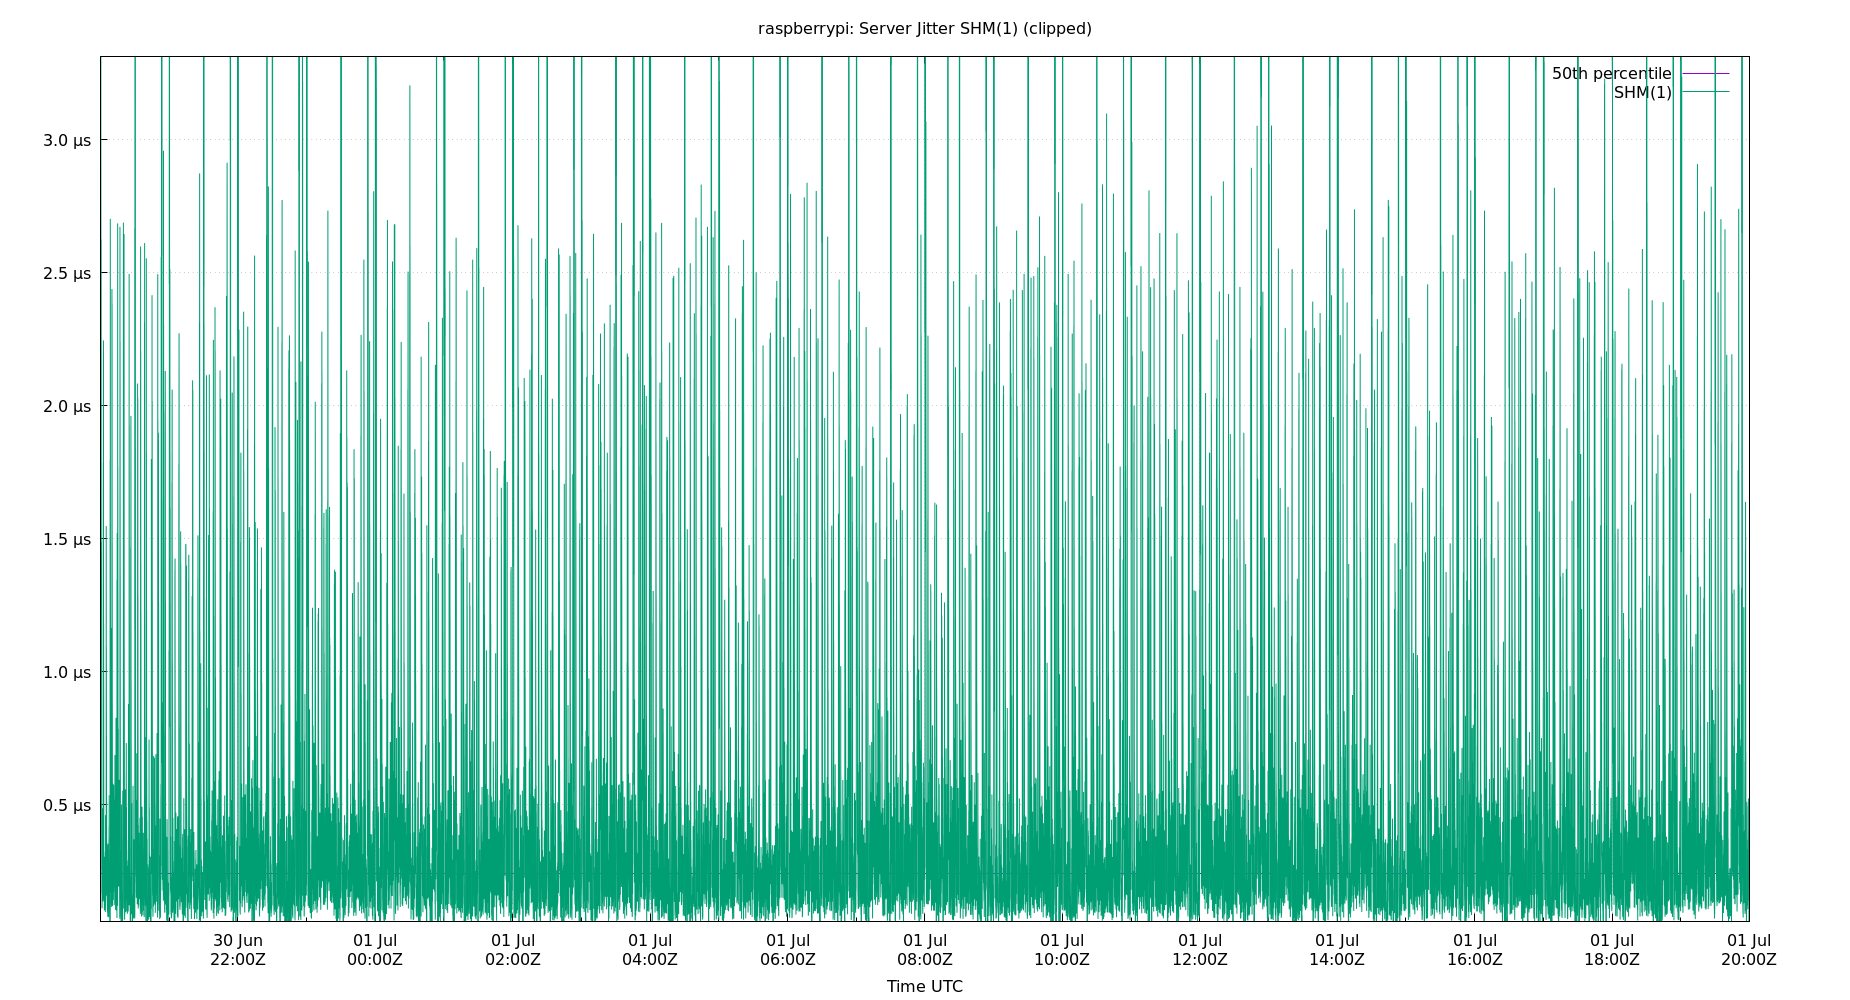 raspberrypi: Server Jitter SHM(1) (clipped)
50th percentile
SHM(1)
3.0 µs
2.5 µs
2.0 µs
1.5 µs
1.0 µs
0.5 µs
30 Jun 01 Jul 01 Jul 01 Jul 01 Jul 01 Jul 01 Jul 01 Jul 01 Jul 01 Jul 01 Jul 01 Jul
22:00Z 00:00Z 02:00Z 04:00Z 06:00Z 08:00Z 10:00Z 12:00Z 14:00Z 16:00Z 18:00Z 20:00Z
Time UTC